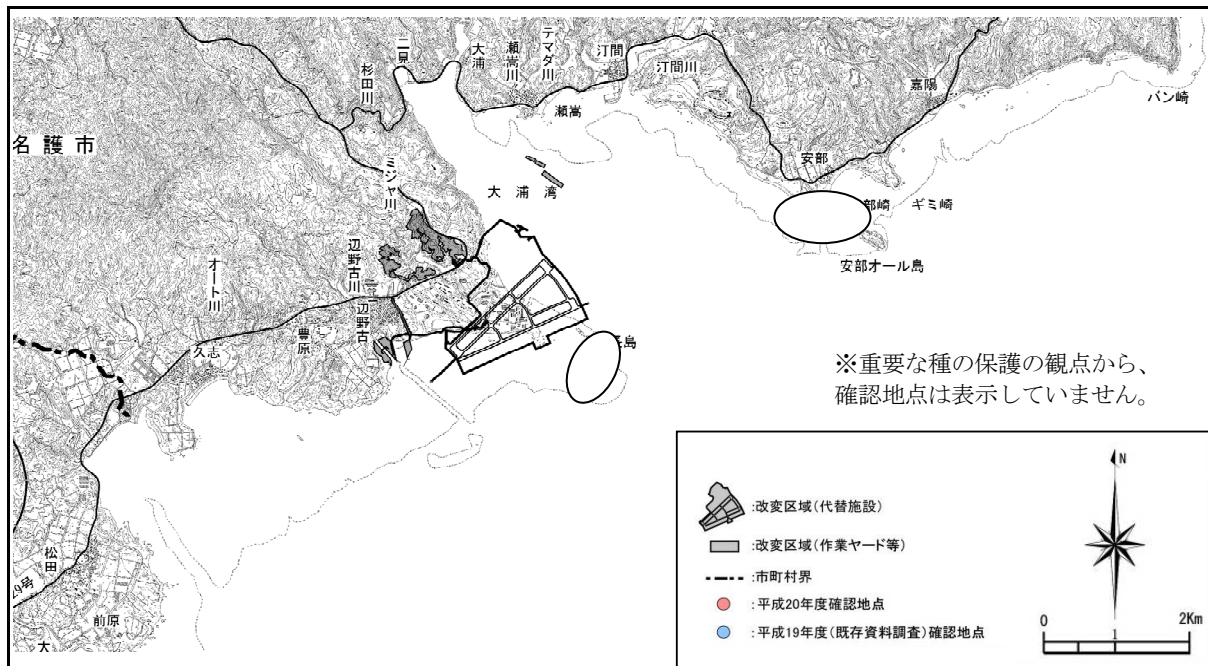 二見
杉田川
大浦
瀬嵩川
テマダ川
汀間
汀間川
瀬嵩
嘉陽
バン崎
名護市
安部
ミジャ川
大浦湾
部崎
ギミ崎
安部オール島
辺野古川
オート川
辺野古
豊原
久志
島
※重要な種の保護の観点から、
確認地点は表示していません。
:改変区域(代替施設)
:改変区域(作業ヤード等)
:市町村界
:平成20年度確認地点
:平成19年度(既存資料調査)確認地点
N
0 1 2Km
松田
29号
前原
大